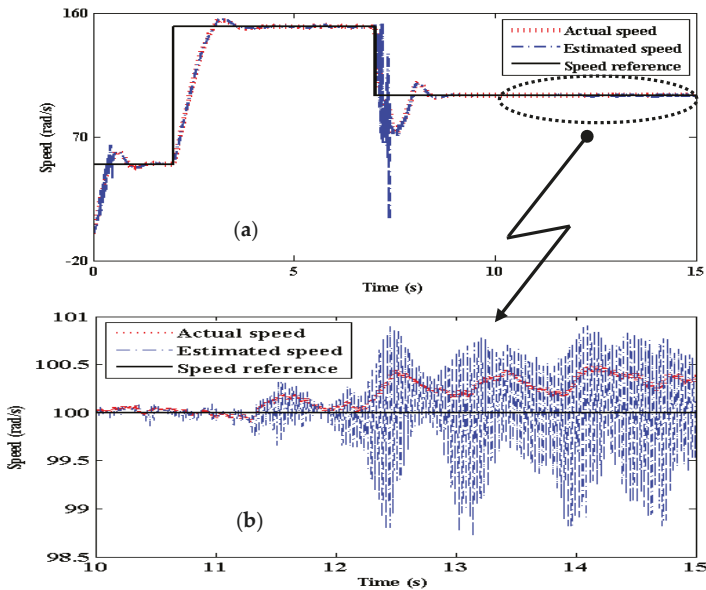 160
70
-20
Speed (rad/s)
Actual speed
Estimated speed
Speed reference
(a)
0
5
10
15
Time (s)
101
100.5
100
99.5
99
98.5
Speed (rad/s)
Actual speed
Estimated speed
Speed reference
(b)
10
11
12
13
14
15
Time (s)